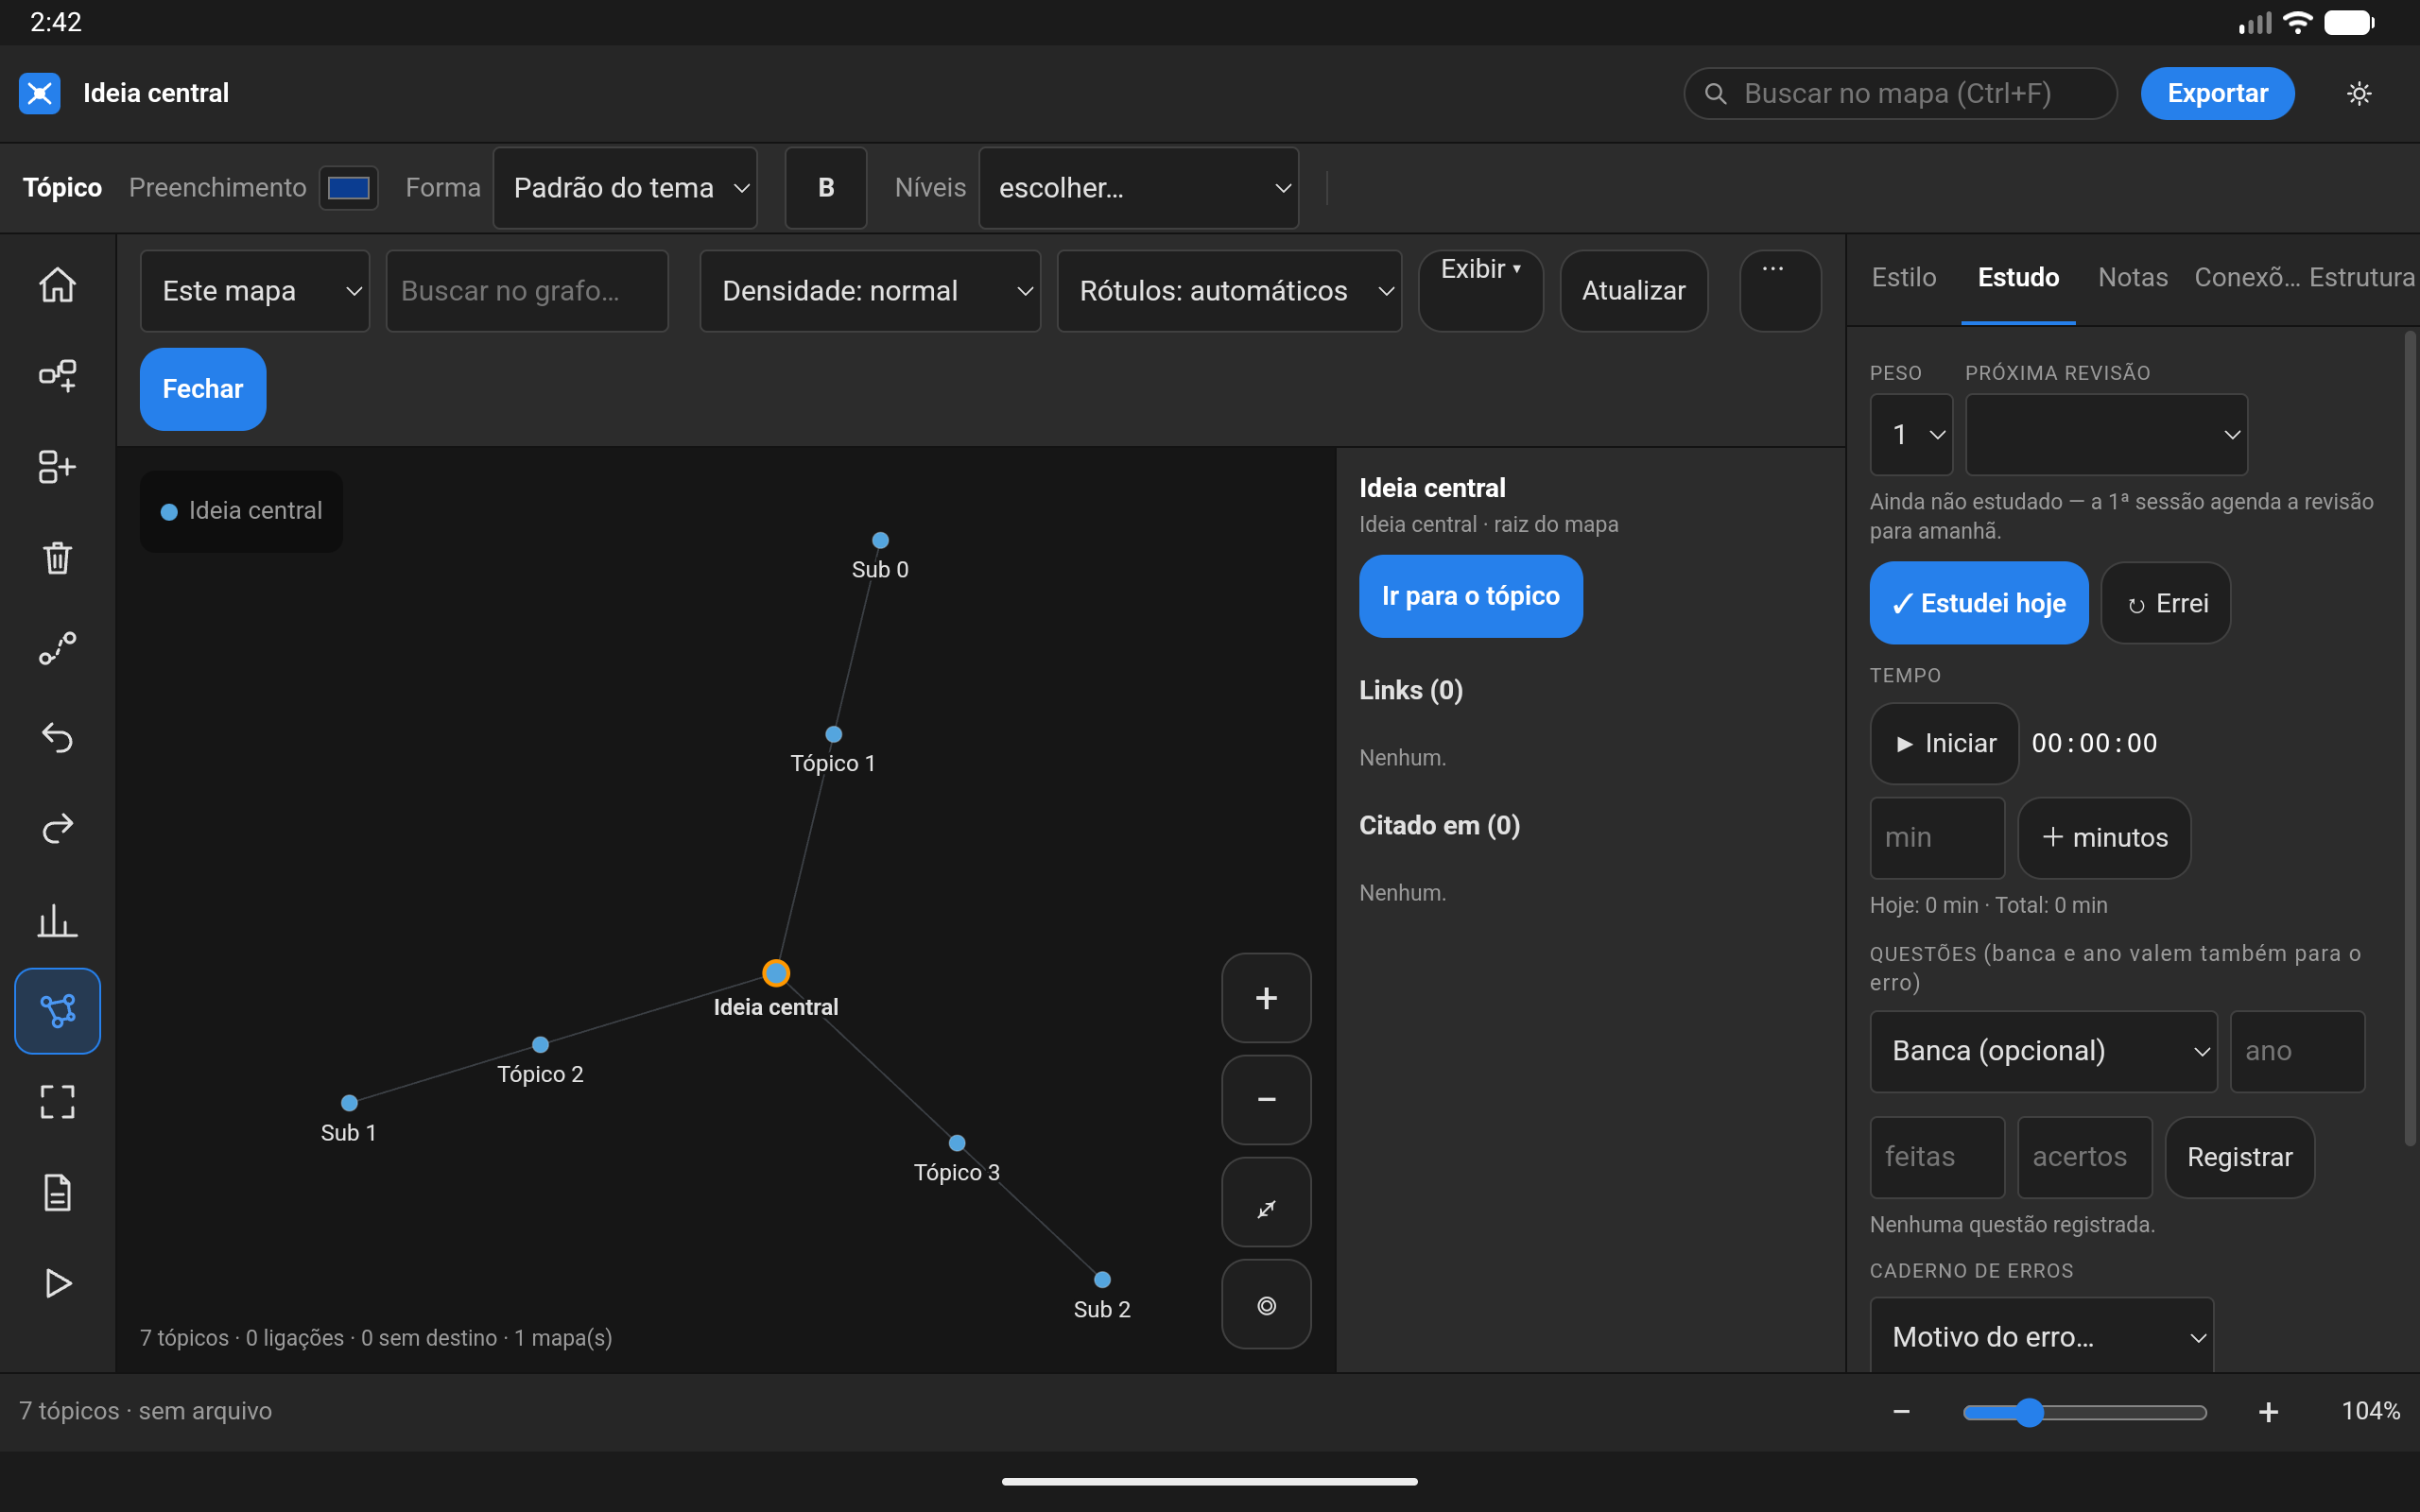 2:42
Ideia central
Buscar no mapa (Ctrl+F)
Exportar
Tópico Preenchimento Forma Padrão do tema B Níveis escolher...
Este mapa Buscar no grafo... Densidade: normal Rótulos: automáticos Exibir ▾ Atualizar ...
Fechar
Estilo Estudo Notas Conexõ... Estrutura
Ideia central
Sub 0
Tópico 1
Ideia central
Tópico 2
Sub 1
Tópico 3
Sub 2
7 tópicos · 0 ligações · 0 sem destino · 1 mapa(s)
+
−
Ideia central
Ideia central · raiz do mapa
Ir para o tópico
Links (0)
Nenhum.
Citado em (0)
Nenhum.
PESO PRÓXIMA REVISÃO
1
Ainda não estudado — a 1ª sessão agenda a revisão
para amanhã.
✓ Estudei hoje ↻ Errei
TEMPO
▶ Iniciar 00:00:00
min + minutos
Hoje: 0 min · Total: 0 min
QUESTÕES (banca e ano valem também para o
erro)
Banca (opcional) ano
feitas acertos Registrar
Nenhuma questão registrada.
CADERNO DE ERROS
Motivo do erro...
7 tópicos · sem arquivo
− + 104%